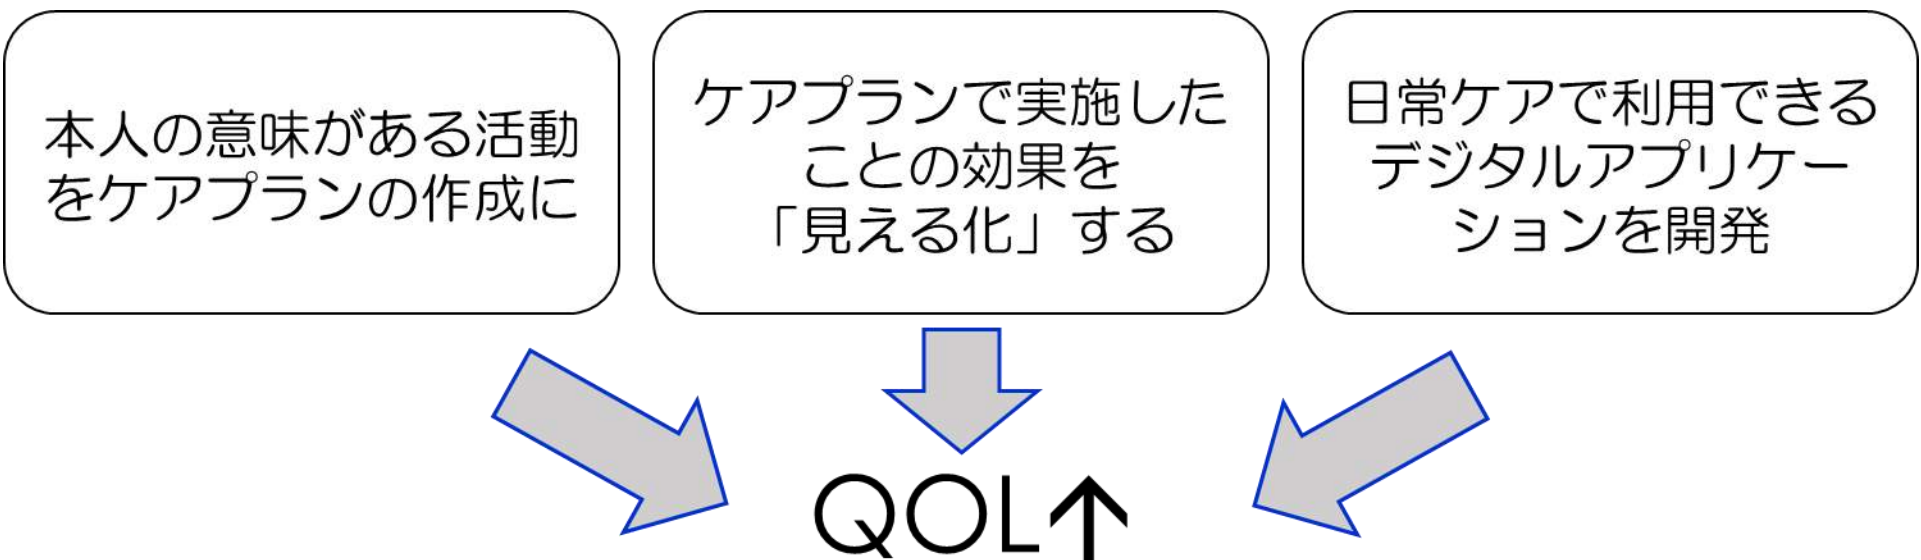 本人の意味がある活動
をケアプランの作成に
ケアプランで実施した
ことの効果を
「見える化」する
日常ケアで利用できる
デジタルアプリケー
ションを開発
QOL↑